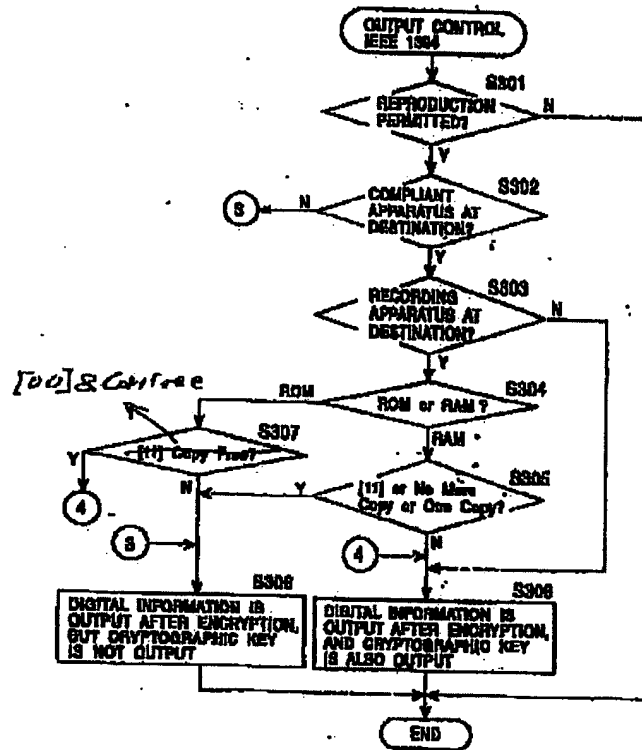 OUTPUT CONTROL
IEEE 1394
S301
REPRODUCTION
PERMITTED?
N
Y
S302
COMPLIANT
APPARATUS AT
DESTINATION?
N
3
Y
S303
RECORDING
APPARATUS AT
DESTINATION?
N
Y
[00] & Copy Free
ROM
S304
ROM or RAM?
S307
[11] Copy Free?
Y
N
4
RAM
S305
[11] or No More
Copy or One Copy?
Y
N
3
4
S306
DIGITAL INFORMATION IS
OUTPUT AFTER ENCRYPTION,
BUT CRYPTOGRAPHIC KEY
IS NOT OUTPUT
DIGITAL INFORMATION IS
OUTPUT AFTER ENCRYPTION,
AND CRYPTOGRAPHIC KEY
IS ALSO OUTPUT
END